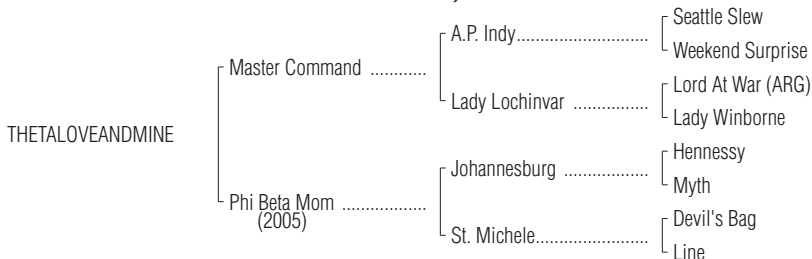 Seattle Slew
A.P. Indy........................
Weekend Surprise
Master Command ............
Lord At War (ARG)
Lady Lochinvar ................
Lady Winborne
THETALOVEANDMINE
Hennessy
Johannesburg ..................
Myth
Phi Beta Mom ..................
(2005)
Devil's Bag
St. Michele........................
Line